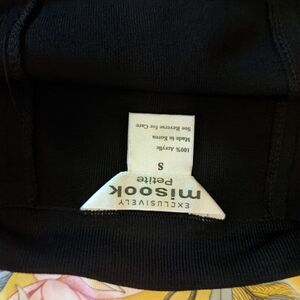 EXCLUSIVELY
misook
Petite
S
100% Acrylic
Made in Korea
See Reverse For Care